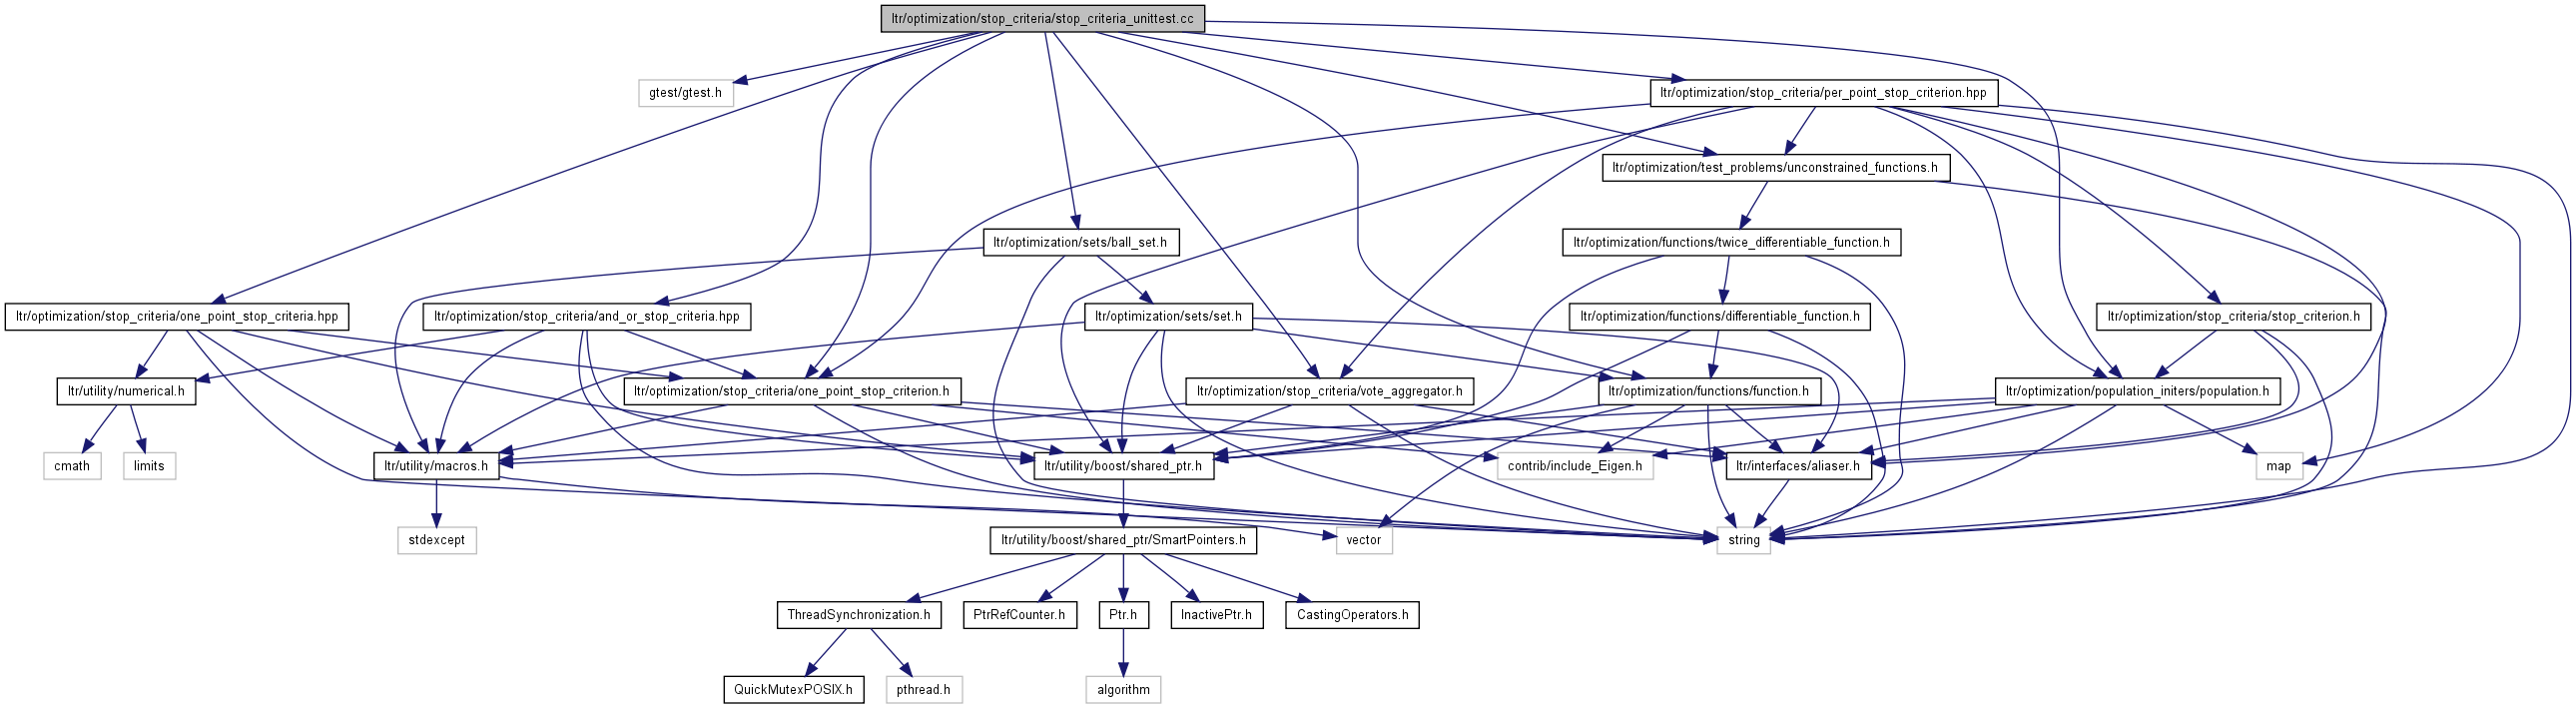 ltr/optimization/stop_criteria/stop_criteria_unittest.cc
gtest/gtest.h
ltr/optimization/stop_criteria/per_point_stop_criterion.hpp
ltr/optimization/test_problems/unconstrained_functions.h
ltr/optimization/sets/ball_set.h
ltr/optimization/functions/twice_differentiable_function.h
ltr/optimization/stop_criteria/one_point_stop_criteria.hpp
ltr/optimization/stop_criteria/and_or_stop_criteria.hpp
ltr/optimization/sets/set.h
ltr/optimization/functions/differentiable_function.h
ltr/optimization/stop_criteria/stop_criterion.h
ltr/utility/numerical.h
ltr/optimization/stop_criteria/one_point_stop_criterion.h
ltr/optimization/stop_criteria/vote_aggregator.h
ltr/optimization/functions/function.h
ltr/optimization/population_initers/population.h
cmath
limits
ltr/utility/macros.h
ltr/utility/boost/shared_ptr.h
contrib/include_Eigen.h
ltr/interfaces/aliaser.h
map
stdexcept
ltr/utility/boost/shared_ptr/SmartPointers.h
vector
string
ThreadSynchronization.h
PtrRefCounter.h
Ptr.h
InactivePtr.h
CastingOperators.h
QuickMutexPOSIX.h
pthread.h
algorithm